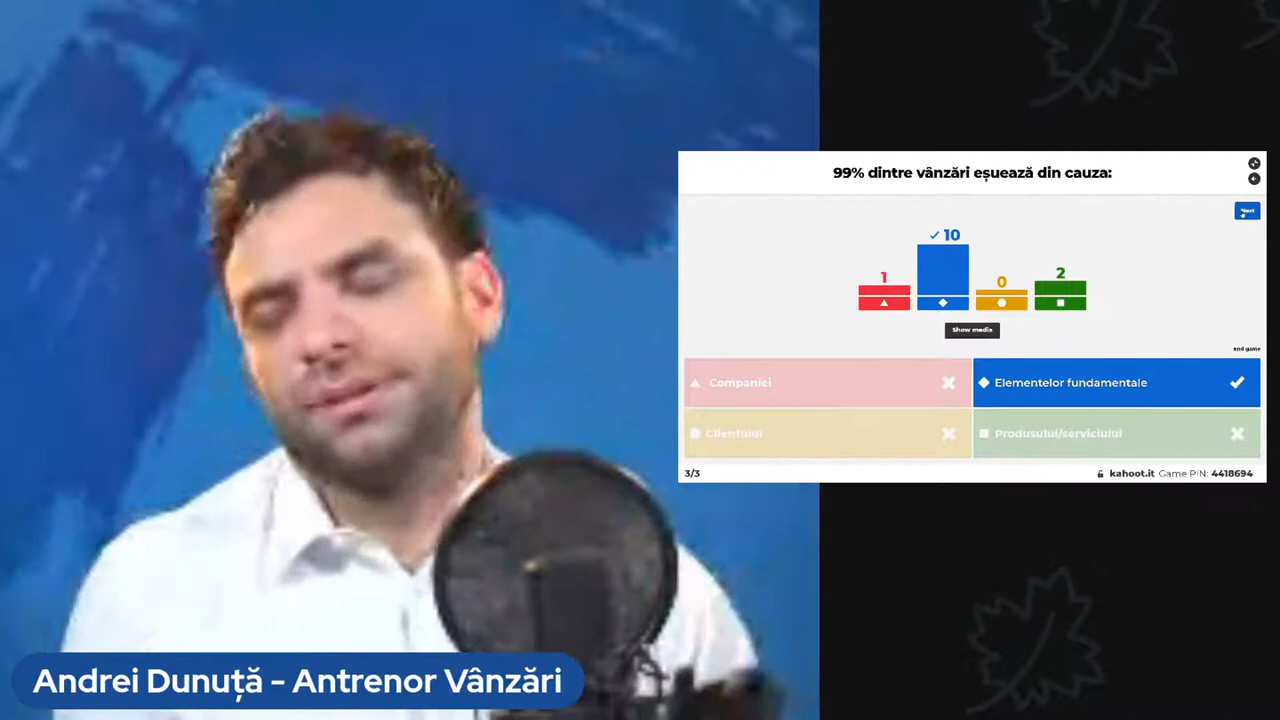 99% dintre vânzări eșuează din cauza:
Next
10
1
0
2
Show media
End game
Companiei
Elementelor fundamentale
Clientului
Produsului/serviciului
3/3
kahoot.it Game PIN: 4418694
Andrei Dunuță - Antrenor Vânzări